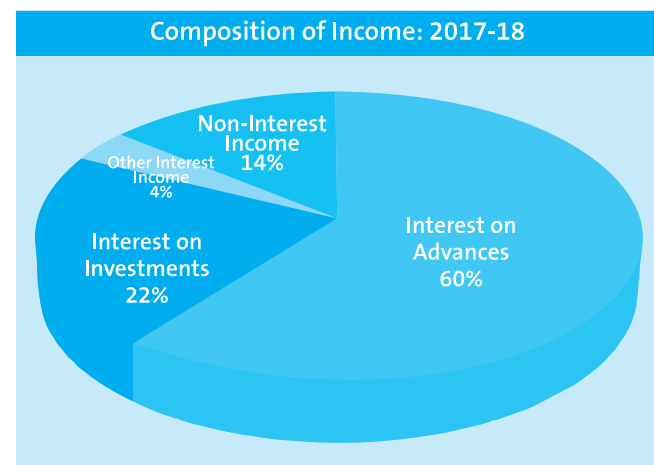 Composition of Income: 2017-18
Non-Interest
Income
14%
Other Interest
Income
4%
Interest on
Advances
60%
Interest on
Investments
22%